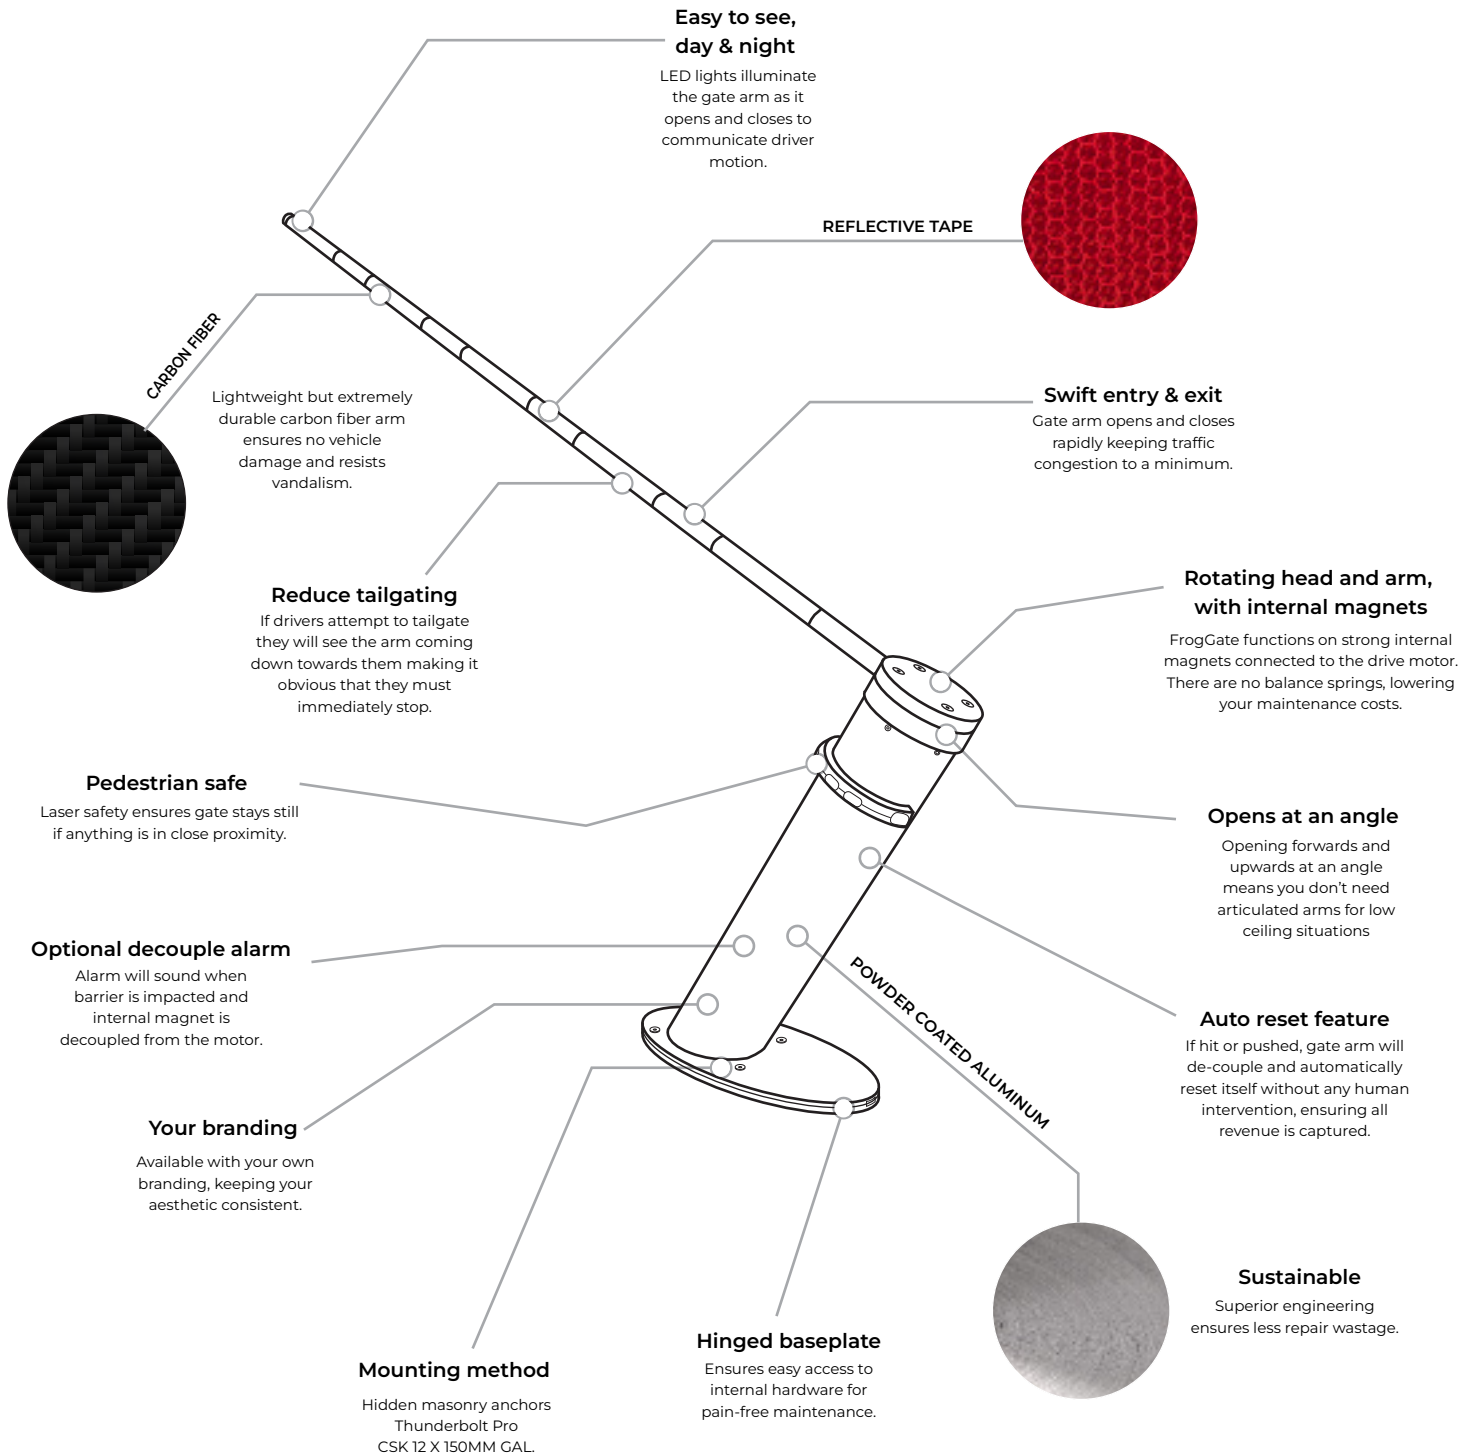 Easy to see,
day & night
LED lights illuminate
the gate arm as it
opens and closes to
communicate driver
motion.
REFLECTIVE TAPE
CARBON FIBER
Lightweight but extremely
durable carbon fiber arm
ensures no vehicle
damage and resists
vandalism.
Swift entry & exit
Gate arm opens and closes
rapidly keeping traffic
congestion to a minimum.
Reduce tailgating
If drivers attempt to tailgate
they will see the arm coming
down towards them making it
obvious that they must
immediately stop.
Rotating head and arm,
with internal magnets
FrogGate functions on strong internal
magnets connected to the drive motor.
There are no balance springs, lowering
your maintenance costs.
Pedestrian safe
Laser safety ensures gate stays still
if anything is in close proximity.
Opens at an angle
Opening forwards and
upwards at an angle
means you don’t need
articulated arms for low
ceiling situations
Optional decouple alarm
Alarm will sound when
barrier is impacted and
internal magnet is
decoupled from the motor.
POWDER COATED ALUMINUM
Auto reset feature
If hit or pushed, gate arm will
de-couple and automatically
reset itself without any human
intervention, ensuring all
revenue is captured.
Your branding
Available with your own
branding, keeping your
aesthetic consistent.
Sustainable
Superior engineering
ensures less repair wastage.
Hinged baseplate
Ensures easy access to
internal hardware for
pain-free maintenance.
Mounting method
Hidden masonry anchors
Thunderbolt Pro
CSK 12 X 150MM GAL.